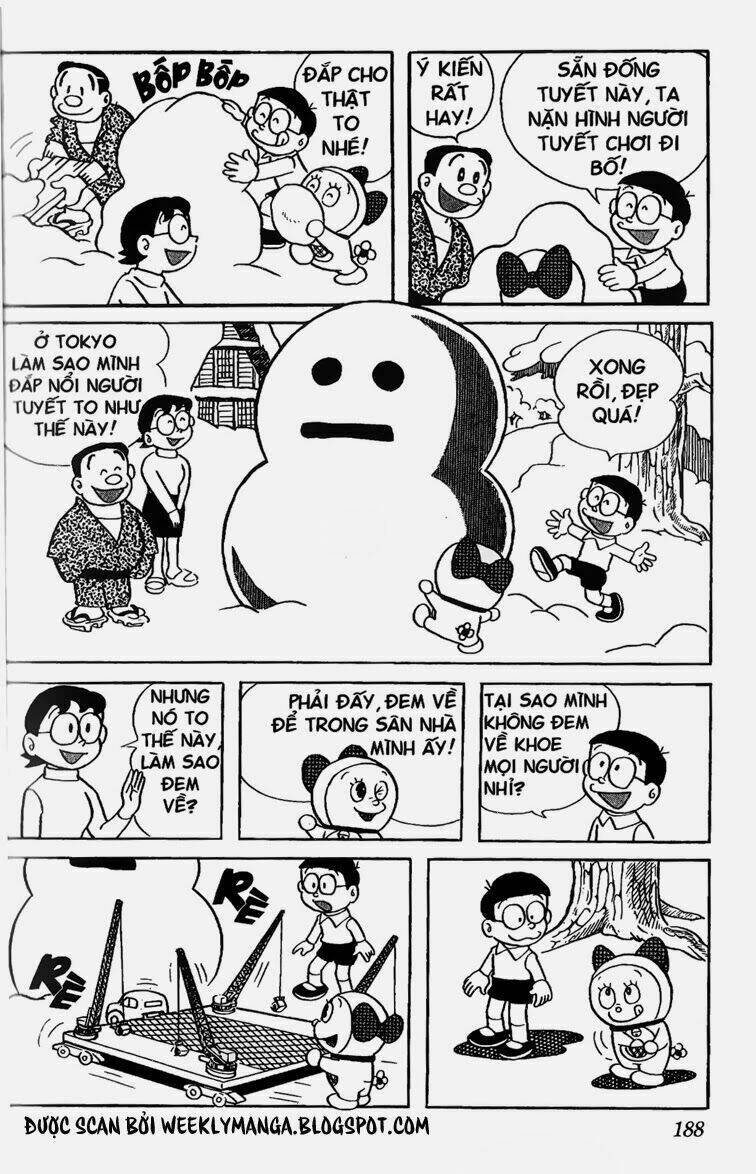 SẴN ĐỐNG
TUYẾT NÀY, TA
NẶN HÌNH NGƯỜI
TUYẾT CHƠI ĐI
BỐ!
Ý KIẾN
RẤT
HAY!
ĐẮP CHO
THẬT
TO
NHÉ!
BỐP BỐP
XONG
RỒI, ĐẸP
QUÁ!
Ở TOKYO
LÀM SAO MÌNH
ĐẮP NỔI NGƯỜI
TUYẾT TO NHƯ
THẾ NÀY!
TẠI SAO MÌNH
KHÔNG ĐEM
VỀ KHOE
MỌI NGƯỜI
NHỈ?
PHẢI ĐẤY, ĐEM VỀ
ĐỂ TRONG SÂN NHÀ
MÌNH ẤY!
NHƯNG
NÓ TO
THẾ NÀY,
LÀM SAO
ĐEM
VỀ?
RÈ
RÈ
ĐƯỢC SCAN BỞI WEEKLYMANGA.BLOGSPOT.COM
188